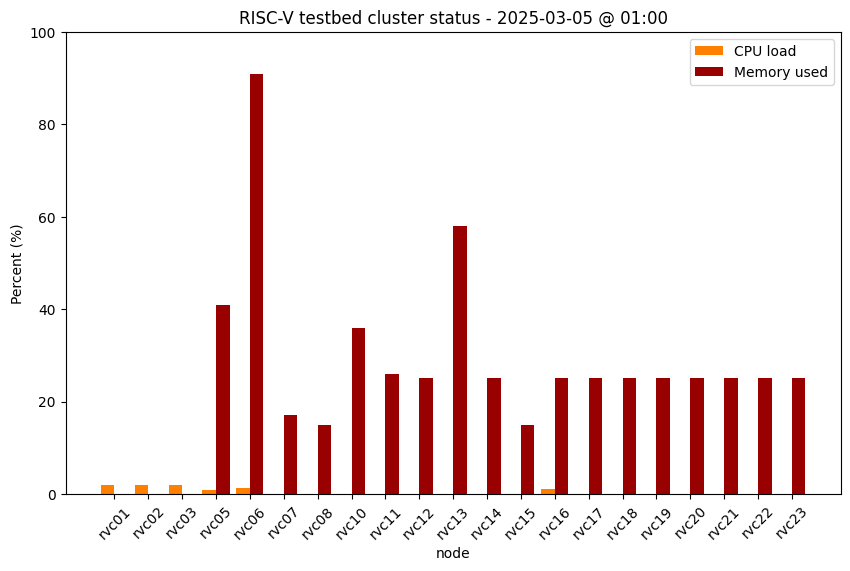 RISC-V testbed cluster status - 2025-03-05 @ 01:00
CPU load
Memory used
Percent (%)
100
80
60
40
20
0
rvc01
rvc02
rvc03
rvc05
rvc06
rvc07
rvc08
rvc10
rvc11
rvc12
rvc13
rvc14
rvc15
rvc16
rvc17
rvc18
rvc19
rvc20
rvc21
rvc22
rvc23
node